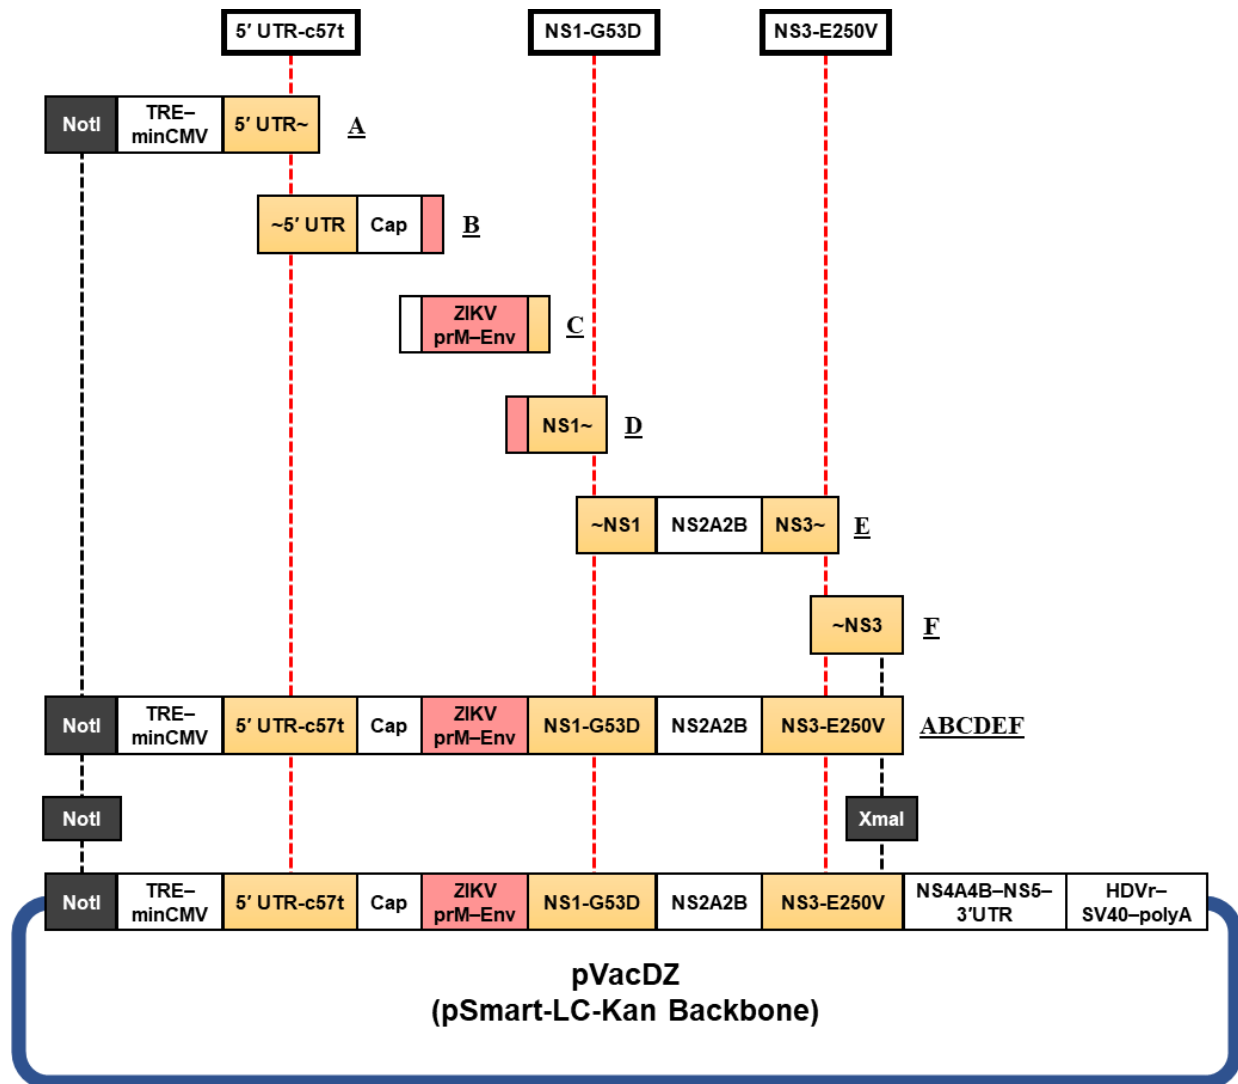 5′ UTR-c57t NS1-G53D NS3-E250V
NotI TRE–
minCMV 5′ UTR~ A
~5′ UTR Cap B
ZIKV
prM–Env C
NS1~ D
~NS1 NS2A2B NS3~ E
~NS3 F
NotI TRE–
minCMV 5′ UTR-c57t Cap ZIKV
prM–Env NS1-G53D NS2A2B NS3-E250V ABCDEF
NotI XmaI
NotI TRE–
minCMV 5′ UTR-c57t Cap ZIKV
prM–Env NS1-G53D NS2A2B NS3-E250V NS4A4B–NS5–
3′UTR HDVr–
SV40–polyA
pVacDZ
(pSmart-LC-Kan Backbone)